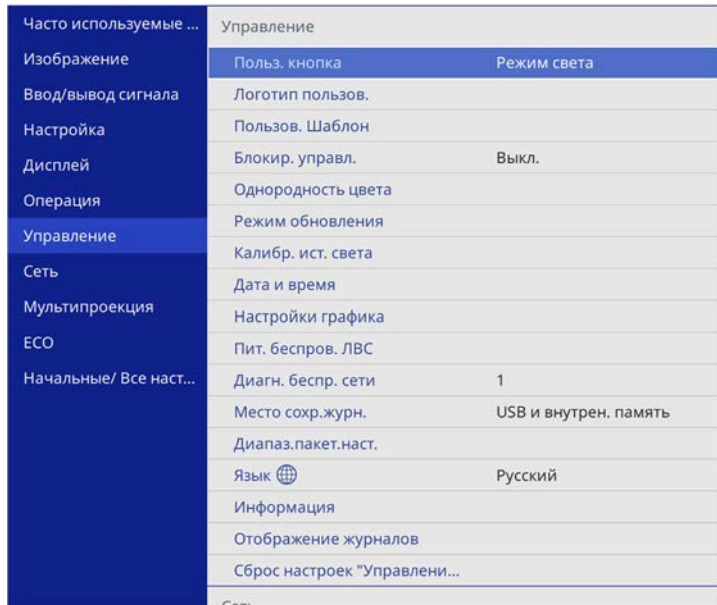 Часто используемые ...
Изображение
Ввод/вывод сигнала
Настройка
Дисплей
Операция
Управление
Сеть
Мультипроекция
ECO
Начальные/ Все наст...
Управление
Польз. кнопка Режим света
Логотип пользов.
Пользов. Шаблон
Блокир. управл. Выкл.
Однородность цвета
Режим обновления
Калибр. ист. света
Дата и время
Настройки графика
Пит. беспров. ЛВС
Диагн. беспр. сети 1
Место сохр.журн. USB и внутрен. память
Диапаз.пакет.наст.
Язык Русский
Информация
Отображение журналов
Сброс настроек "Управлени...